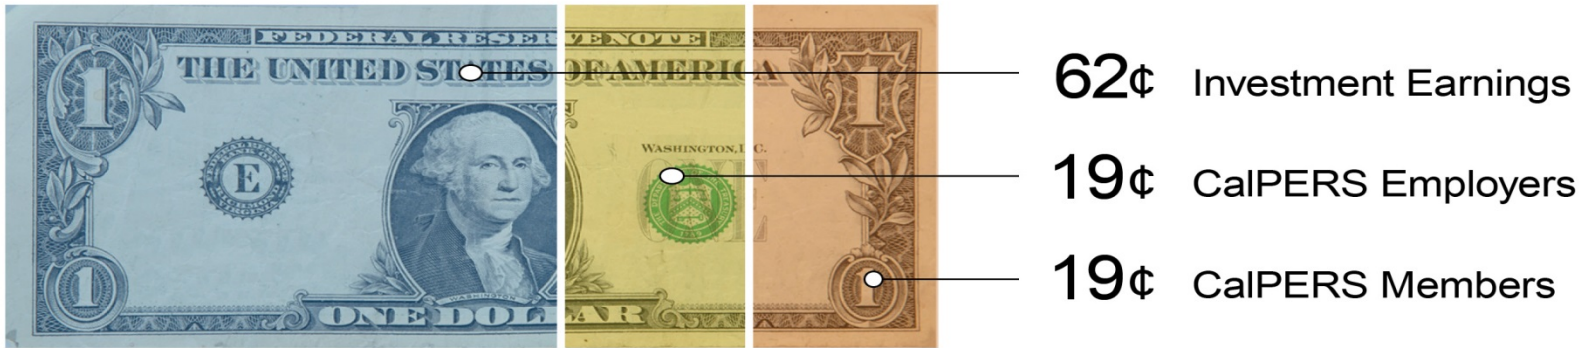 FEDERAL RESERVE NOTE
THE UNITED STATES OF AMERICA
1
1
62¢ Investment Earnings
WASHINGTON, D.C.
E
19¢ CalPERS Employers
WASHINGTON
1
1
19¢ CalPERS Members
ONE DOLLAR